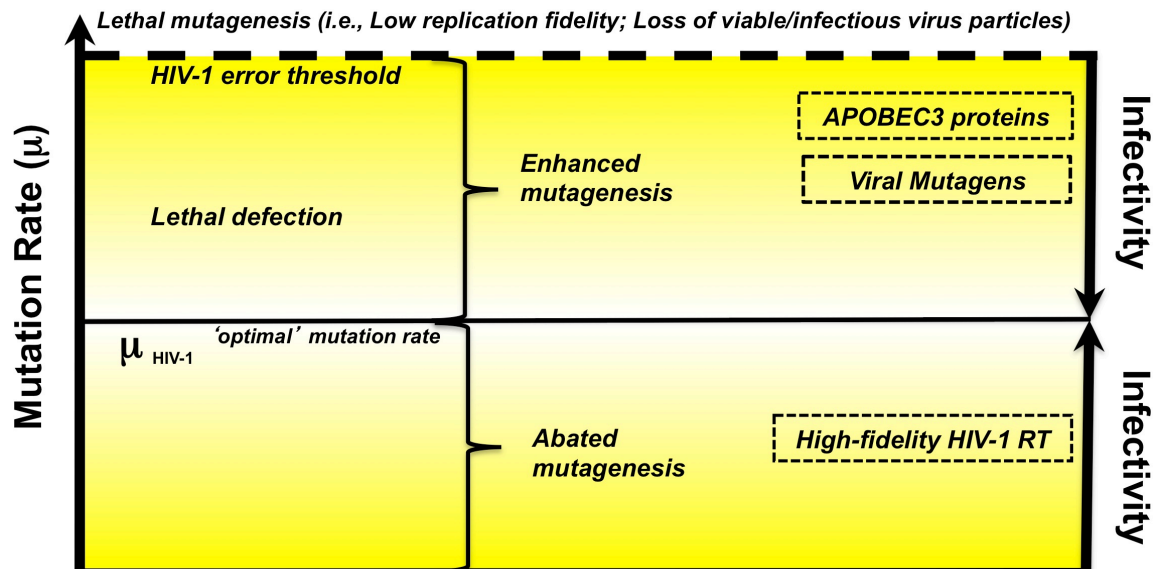 Lethal mutagenesis (i.e., Low replication fidelity; Loss of viable/infectious virus particles)
HIV-1 error threshold
APOBEC3 proteins
Enhanced
mutagenesis
Viral Mutagens
Lethal defection
Infectivity
Mutation Rate (μ)
'optimal' mutation rate
μ HIV-1
Abated
mutagenesis
High-fidelity HIV-1 RT
Infectivity